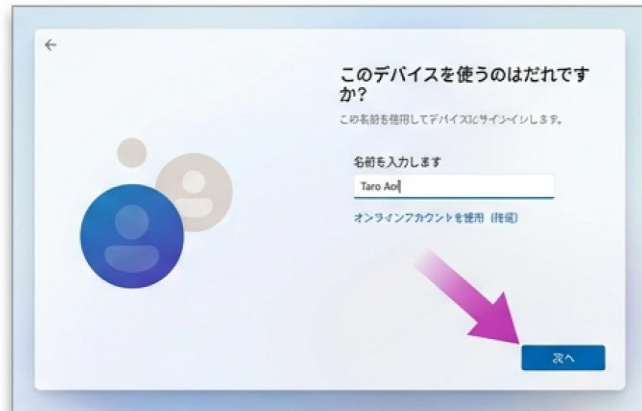 このデバイスを使うのはだれです
か?
この名前を使用してデバイスにサインインします。
名前を入力します
Taro
オンラインアカウントを使用
次へ